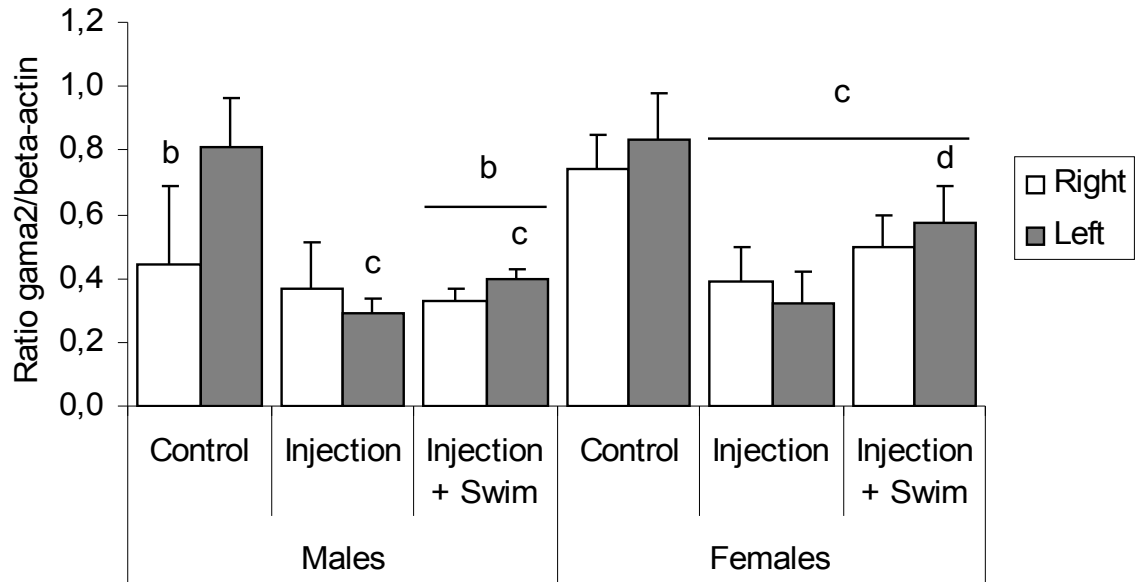 Ratio gama2/beta-actin
1,2
1,0
0,8
0,6
0,4
0,2
0,0
b
c
b
c
c
d
Right
Left
Control
Injection
Injection
+ Swim
Control
Injection
Injection
+ Swim
Males
Females